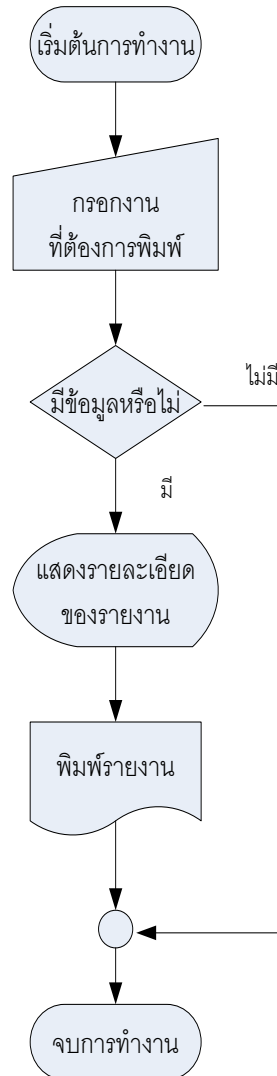 เริ่มต้นการทำงาน
กรอกงาน
ที่ต้องการพิมพ์
มีข้อมูลหรือไม่
ไม่มี
มี
แสดงรายละเอียด
ของรายงาน
พิมพ์รายงาน
จบการทำงาน